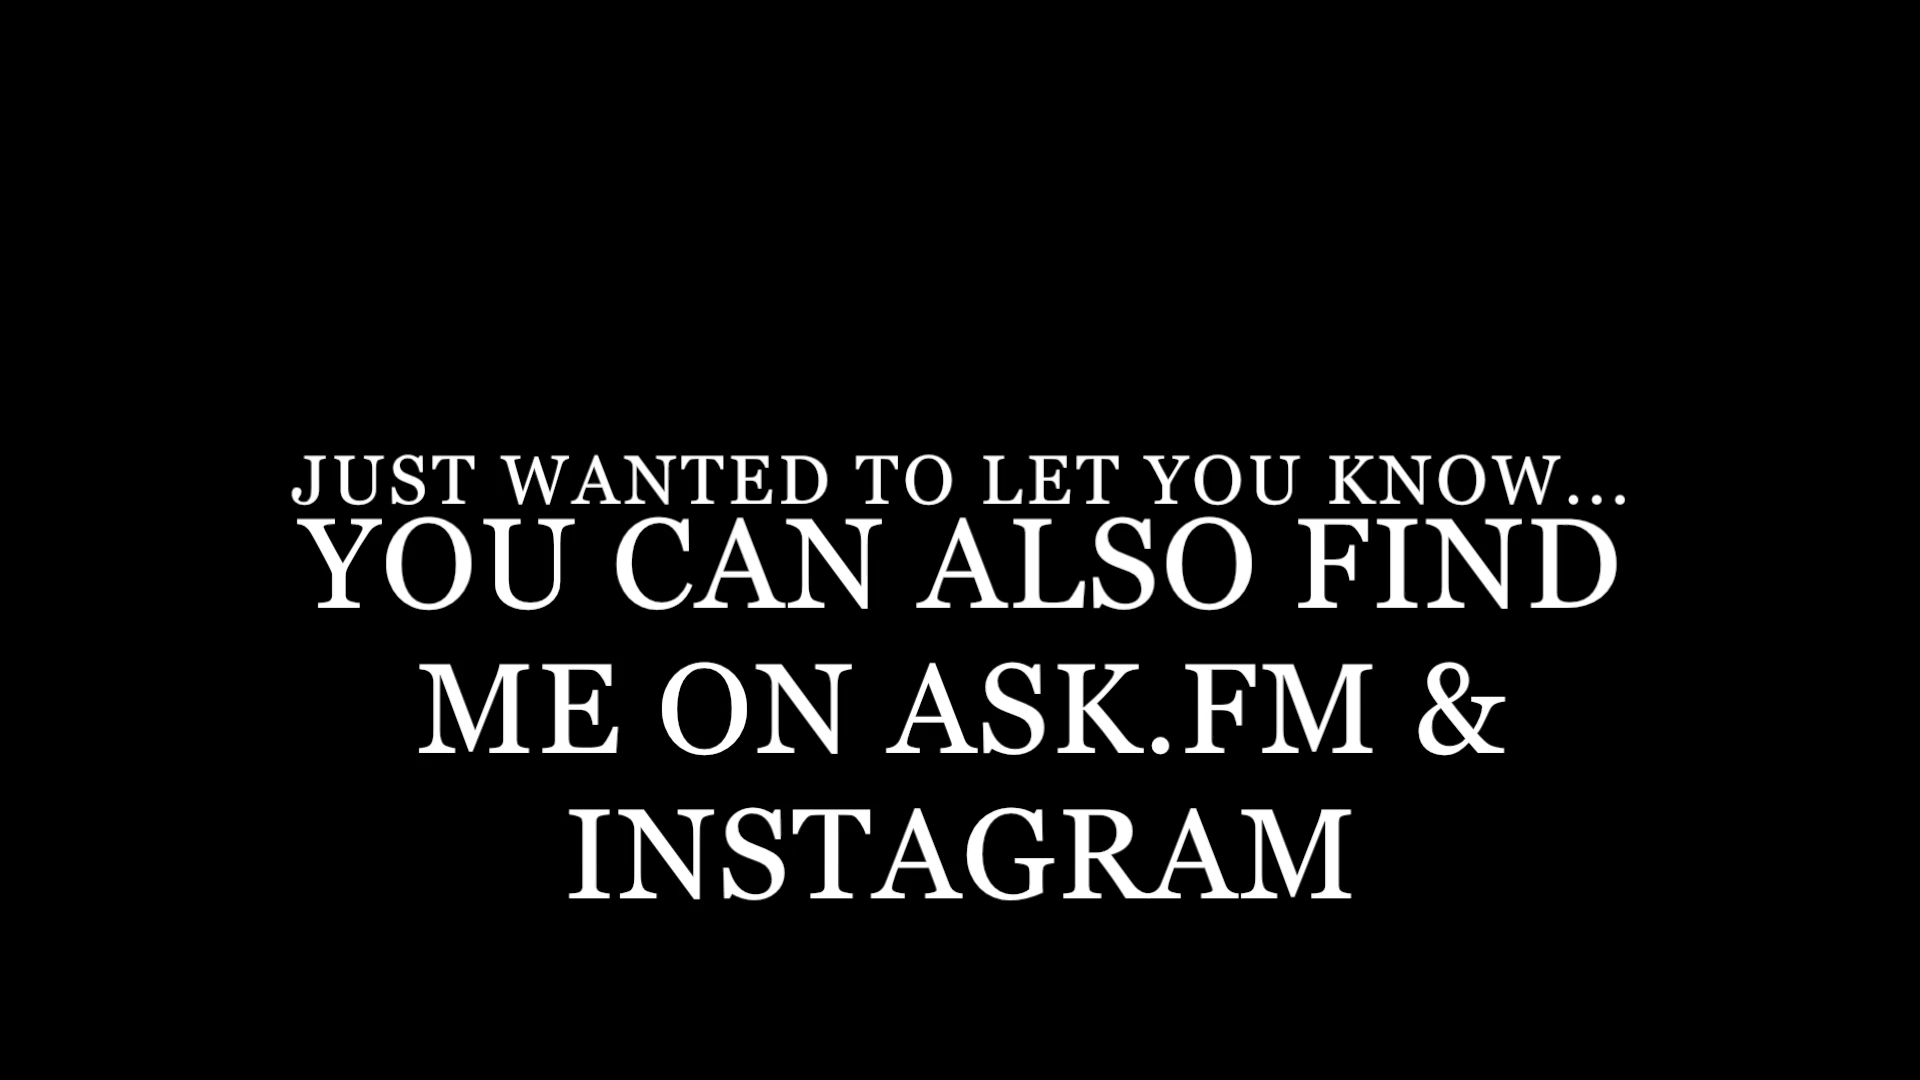 JUST WANTED TO LET YOU KNOW...
YOU CAN ALSO FIND
ME ON ASK.FM &
INSTAGRAM